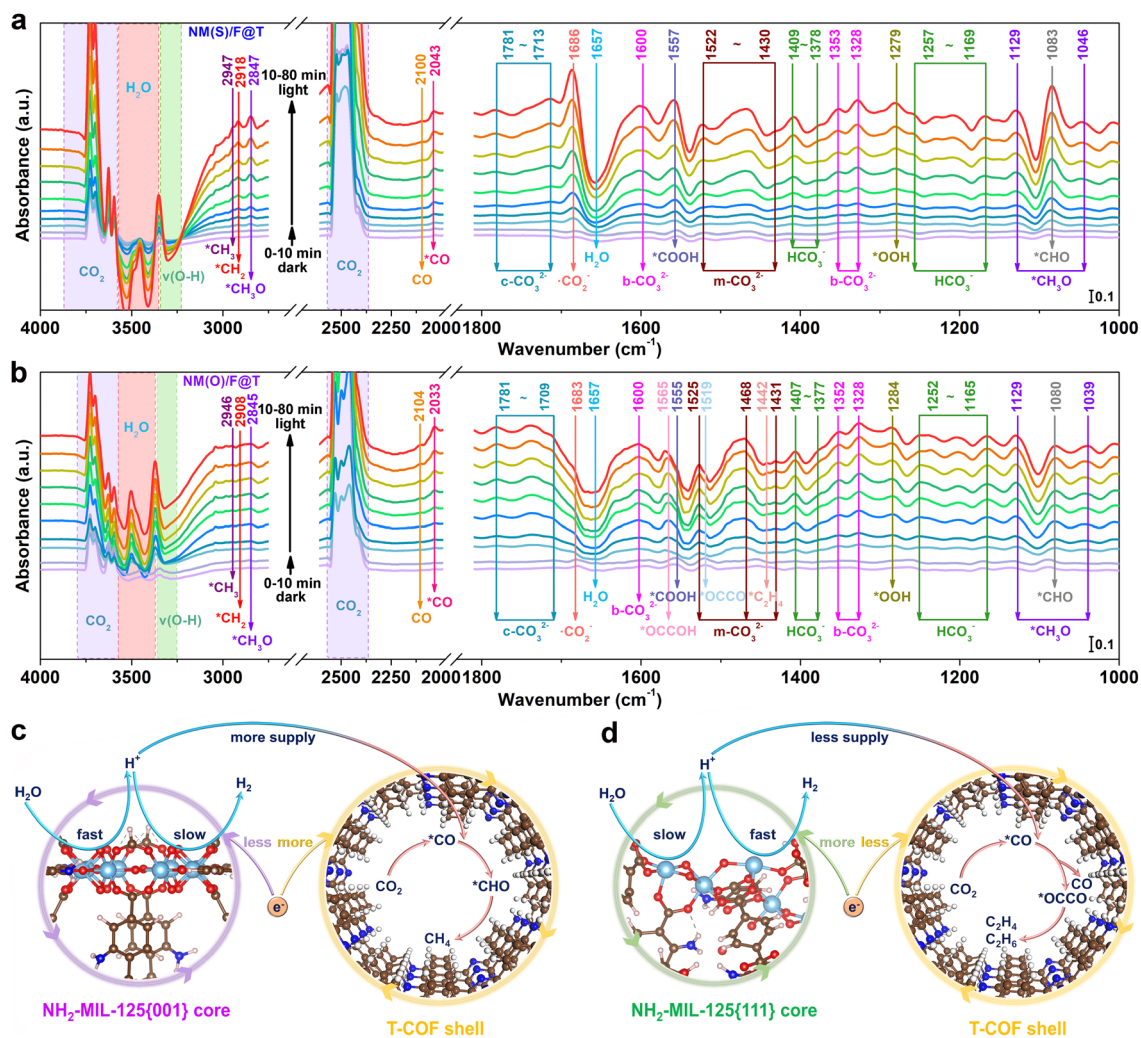 a
NM(S)/F@T
Absorbance (a.u.)
CO₂
H₂O
ν(O-H)
2947
2918
2847
*CH₃
*CH₂
*CH₃O
10-80 min
light
0-10 min
dark
CO₂
2100
2043
CO
*CO
1781
~
1713
1686
1657
1600
1557
1522
~
1430
1409
~
1378
1353
1328
1279
1257
~
1169
1129
1083
1046
c-CO₃²⁻
·CO₂⁻
H₂O
b-CO₃²⁻
*COOH
m-CO₃²⁻
HCO₃⁻
b-CO₃²⁻
*OOH
HCO₃⁻
*CHO
*CH₃O
0.1
4000 3500 3000 2500 2250 2000 1800 1600 1400 1200 1000
Wavenumber (cm⁻¹)
b
NM(O)/F@T
Absorbance (a.u.)
CO₂
H₂O
ν(O-H)
2946
2908
2845
*CH₃
*CH₂
*CH₃O
10-80 min
light
0-10 min
dark
CO₂
2104
2033
CO
*CO
1781
~
1709
1683
1657
1600
1565
1555
1525
1519
1468
1442
1431
1407
~
1377
1352
1328
1284
1252
~
1165
1129
1080
1039
c-CO₃²⁻
·CO₂⁻
H₂O
b-CO₃²⁻
*OCCOH
*COOH
*OCCO
m-CO₃²⁻
*C₂H₄
HCO₃⁻
b-CO₃²⁻
*OOH
HCO₃⁻
*CHO
*CH₃O
0.1
4000 3500 3000 2500 2250 2000 1800 1600 1400 1200 1000
Wavenumber (cm⁻¹)
c
more supply
H⁺
H₂O
H₂
fast
slow
less more
e⁻
*CO
CO₂
*CHO
CH₄
NH₂-MIL-125{001} core
T-COF shell
d
less supply
H⁺
H₂O
H₂
slow
fast
more less
e⁻
*CO
CO₂
CO
*OCCO
C₂H₄
C₂H₆
NH₂-MIL-125{111} core
T-COF shell